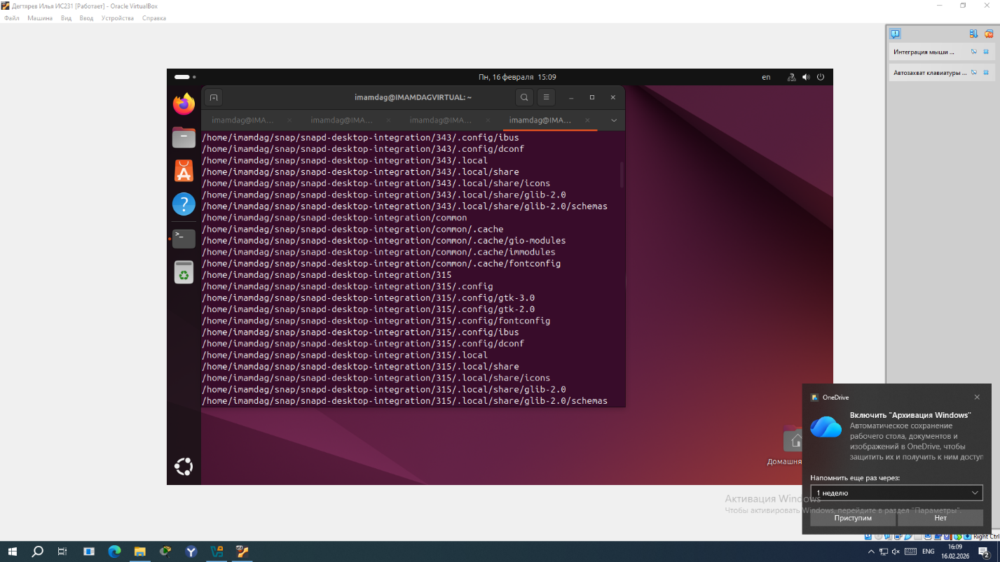 Дегтярев Илья ИС231 [Работает] - Oracle VirtualBox
Файл Машина Вид Ввод Устройства Справка
Интеграция мыши ...
Автозахват клавиатуры ...
Пн, 16 февраля 15:09
en
imamdag@IMAMDAGVIRTUAL: ~
imamdag@IMA... imamdag@IMA... imamdag@IMA... imamdag@IMA...
/home/imamdag/snap/snapd-desktop-integration/343/.config/ibus
/home/imamdag/snap/snapd-desktop-integration/343/.config/dconf
/home/imamdag/snap/snapd-desktop-integration/343/.local
/home/imamdag/snap/snapd-desktop-integration/343/.local/share
/home/imamdag/snap/snapd-desktop-integration/343/.local/share/icons
/home/imamdag/snap/snapd-desktop-integration/343/.local/share/glib-2.0
/home/imamdag/snap/snapd-desktop-integration/343/.local/share/glib-2.0/schemas
/home/imamdag/snap/snapd-desktop-integration/common
/home/imamdag/snap/snapd-desktop-integration/common/.cache
/home/imamdag/snap/snapd-desktop-integration/common/.cache/gio-modules
/home/imamdag/snap/snapd-desktop-integration/common/.cache/immodules
/home/imamdag/snap/snapd-desktop-integration/common/.cache/fontconfig
/home/imamdag/snap/snapd-desktop-integration/315
/home/imamdag/snap/snapd-desktop-integration/315/.config
/home/imamdag/snap/snapd-desktop-integration/315/.config/gtk-3.0
/home/imamdag/snap/snapd-desktop-integration/315/.config/gtk-2.0
/home/imamdag/snap/snapd-desktop-integration/315/.config/fontconfig
/home/imamdag/snap/snapd-desktop-integration/315/.config/ibus
/home/imamdag/snap/snapd-desktop-integration/315/.config/dconf
/home/imamdag/snap/snapd-desktop-integration/315/.local
/home/imamdag/snap/snapd-desktop-integration/315/.local/share
/home/imamdag/snap/snapd-desktop-integration/315/.local/share/icons
/home/imamdag/snap/snapd-desktop-integration/315/.local/share/glib-2.0
/home/imamdag/snap/snapd-desktop-integration/315/.local/share/glib-2.0/schemas
Домашня
OneDrive
Включить "Архивация Windows"
Автоматическое сохранение
рабочего стола, документов и
изображений в OneDrive, чтобы
защитить их и получить к ним доступ
Напомнить еще раз через:
1 неделю
Приступим Нет
Активация Windows
Чтобы активировать Windows, перейдите в раздел "Параметры".
Right Ctrl
ENG
16:09
16.02.2026
2